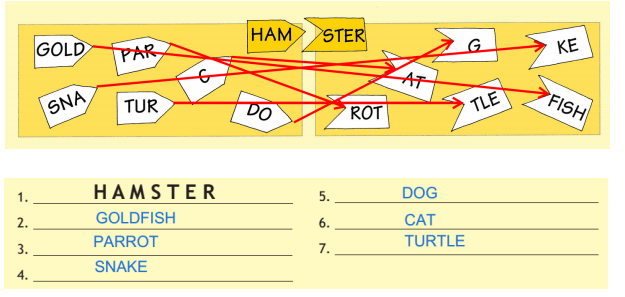 HAM STER
GOLD PAR C AT G KE
SNA TUR DO ROT TLE FISH
1. HAMSTER
2. GOLDFISH
3. PARROT
4. SNAKE
5. DOG
6. CAT
7. TURTLE